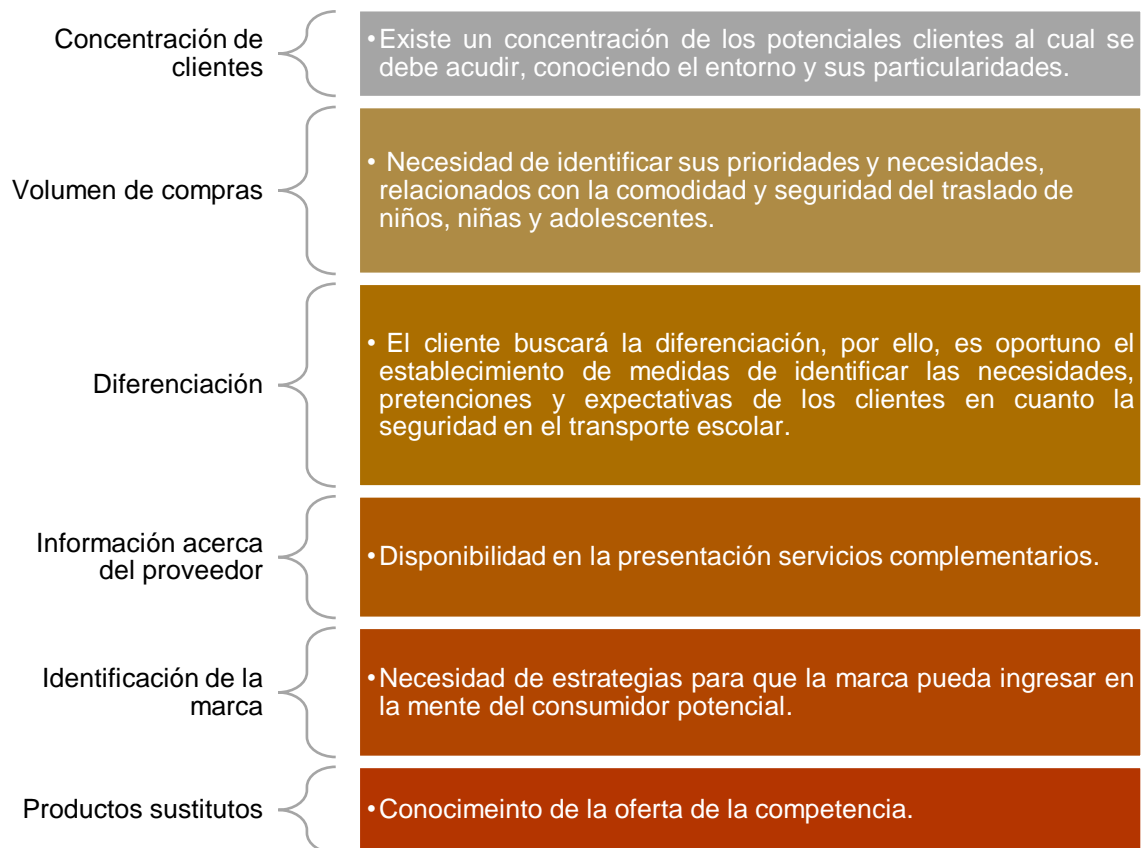 Concentración de
clientes
•Existe un concentración de los potenciales clientes al cual se
debe acudir, conociendo el entorno y sus particularidades.
Volumen de compras
• Necesidad de identificar sus prioridades y necesidades,
relacionados con la comodidad y seguridad del traslado de
niños, niñas y adolescentes.
Diferenciación
• El cliente buscará la diferenciación, por ello, es oportuno el
establecimiento de medidas de identificar las necesidades,
pretenciones y expectativas de los clientes en cuanto la
seguridad en el transporte escolar.
Información acerca
del proveedor
•Disponibilidad en la presentación servicios complementarios.
Identificación de la
marca
•Necesidad de estrategias para que la marca pueda ingresar en
la mente del consumidor potencial.
Productos sustitutos
•Conocimeinto de la oferta de la competencia.